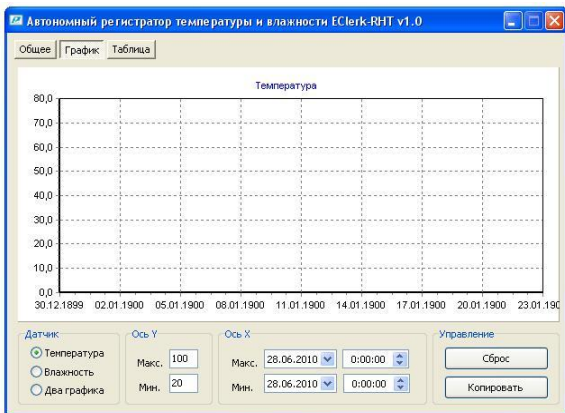 Автономный регистратор температуры и влажности EClerk-RHT v1.0
Общее График Таблица
Температура
80,0
70,0
60,0
50,0
40,0
30,0
20,0
10,0
0,0
30.12.1899 02.01.1900 05.01.1900 08.01.1900 11.01.1900 14.01.1900 17.01.1900 20.01.1900 23.01.190
Датчик Ось Y Ось X Управление
Температура Макс. 100 Макс. 28.06.2010 0:00:00 Сброс
Влажность
Два графика Мин. 20 Мин. 28.06.2010 0:00:00 Копировать